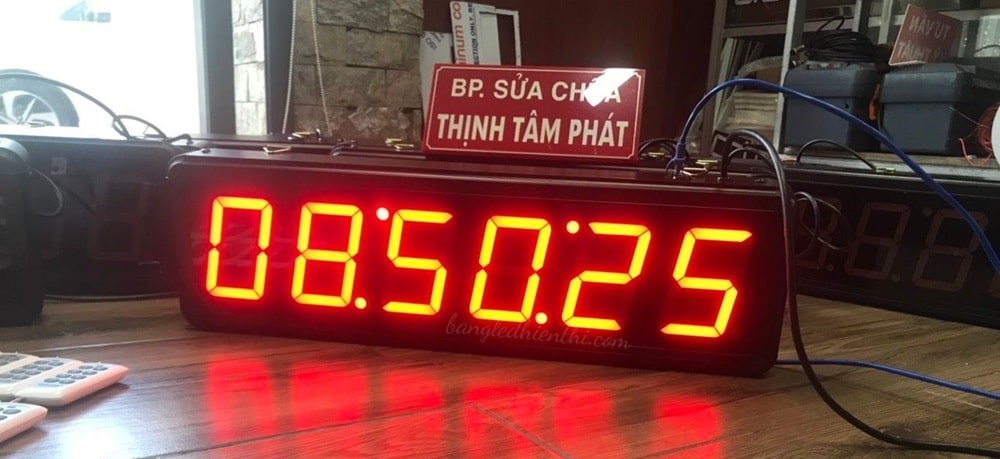 BP. SỬA CHỮA
THỊNH TÂM PHÁT
08:50:25
bangledhienthi.com